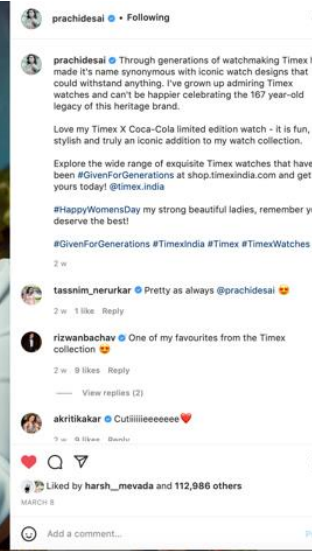 prachidesai • Following
prachidesai Through generations of watchmaking Timex
made it's name synonymous with iconic watch designs that
could withstand anything. I've grown up admiring Timex
watches and can't be happier celebrating the 167 year-old
legacy of this heritage brand.
Love my Timex X Coca-Cola limited edition watch - it is fun,
stylish and truly an iconic addition to my watch collection.
Explore the wide range of exquisite Timex watches that have
been #GivenForGenerations at shop.timexindia.com and get
yours today! @timex.india
#HappyWomensDay my strong beautiful ladies, remember
deserve the best!
#GivenForGenerations #TimexIndia #Timex #TimexWatches
2 w
tassnim_nerurkar Pretty as always @prachidesai 😍
2 w 1 like Reply
rizwanbachav One of my favourites from the Timex
collection 😍
2 w 9 likes Reply
View replies (2)
akritikakar Cutiiiiiieeeeeee❤️
2 w 9 likes Reply
Liked by harsh__mevada and 112,986 others
MARCH 8
Add a comment...